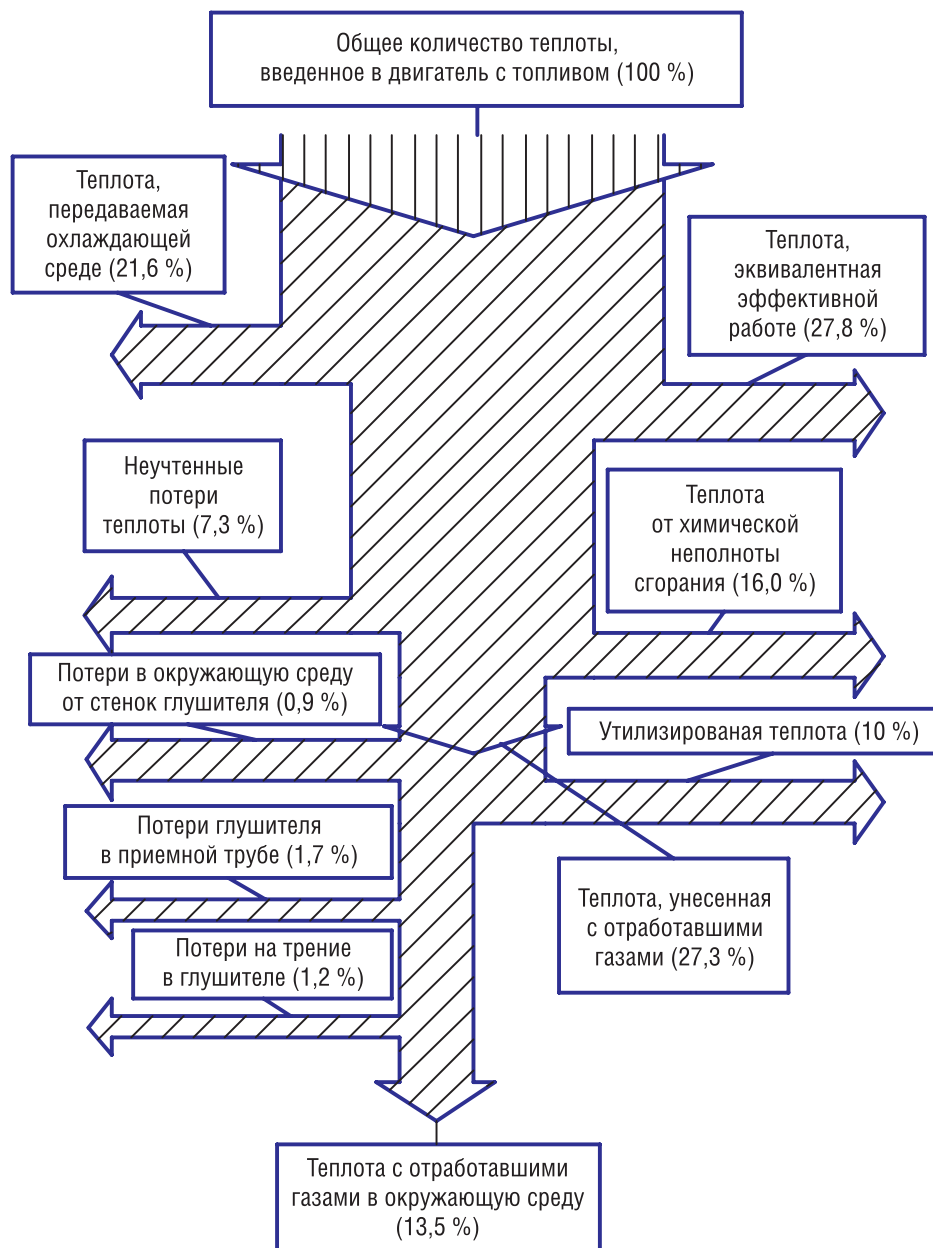 Общее количество теплоты,
введенное в двигатель с топливом (100 %)
Теплота,
передаваемая
охлаждающей
среде (21,6 %)
Теплота,
эквивалентная
эффективной
работе (27,8 %)
Неучтенные
потери
теплоты (7,3 %)
Теплота
от химической
неполноты
сгорания (16,0 %)
Потери в окружающую среду
от стенок глушителя (0,9 %)
Утилизированая теплота (10 %)
Потери глушителя
в приемной трубе (1,7 %)
Теплота, унесенная
с отработавшими
газами (27,3 %)
Потери на трение
в глушителе (1,2 %)
Теплота с отработавшими
газами в окружающую среду
(13,5 %)